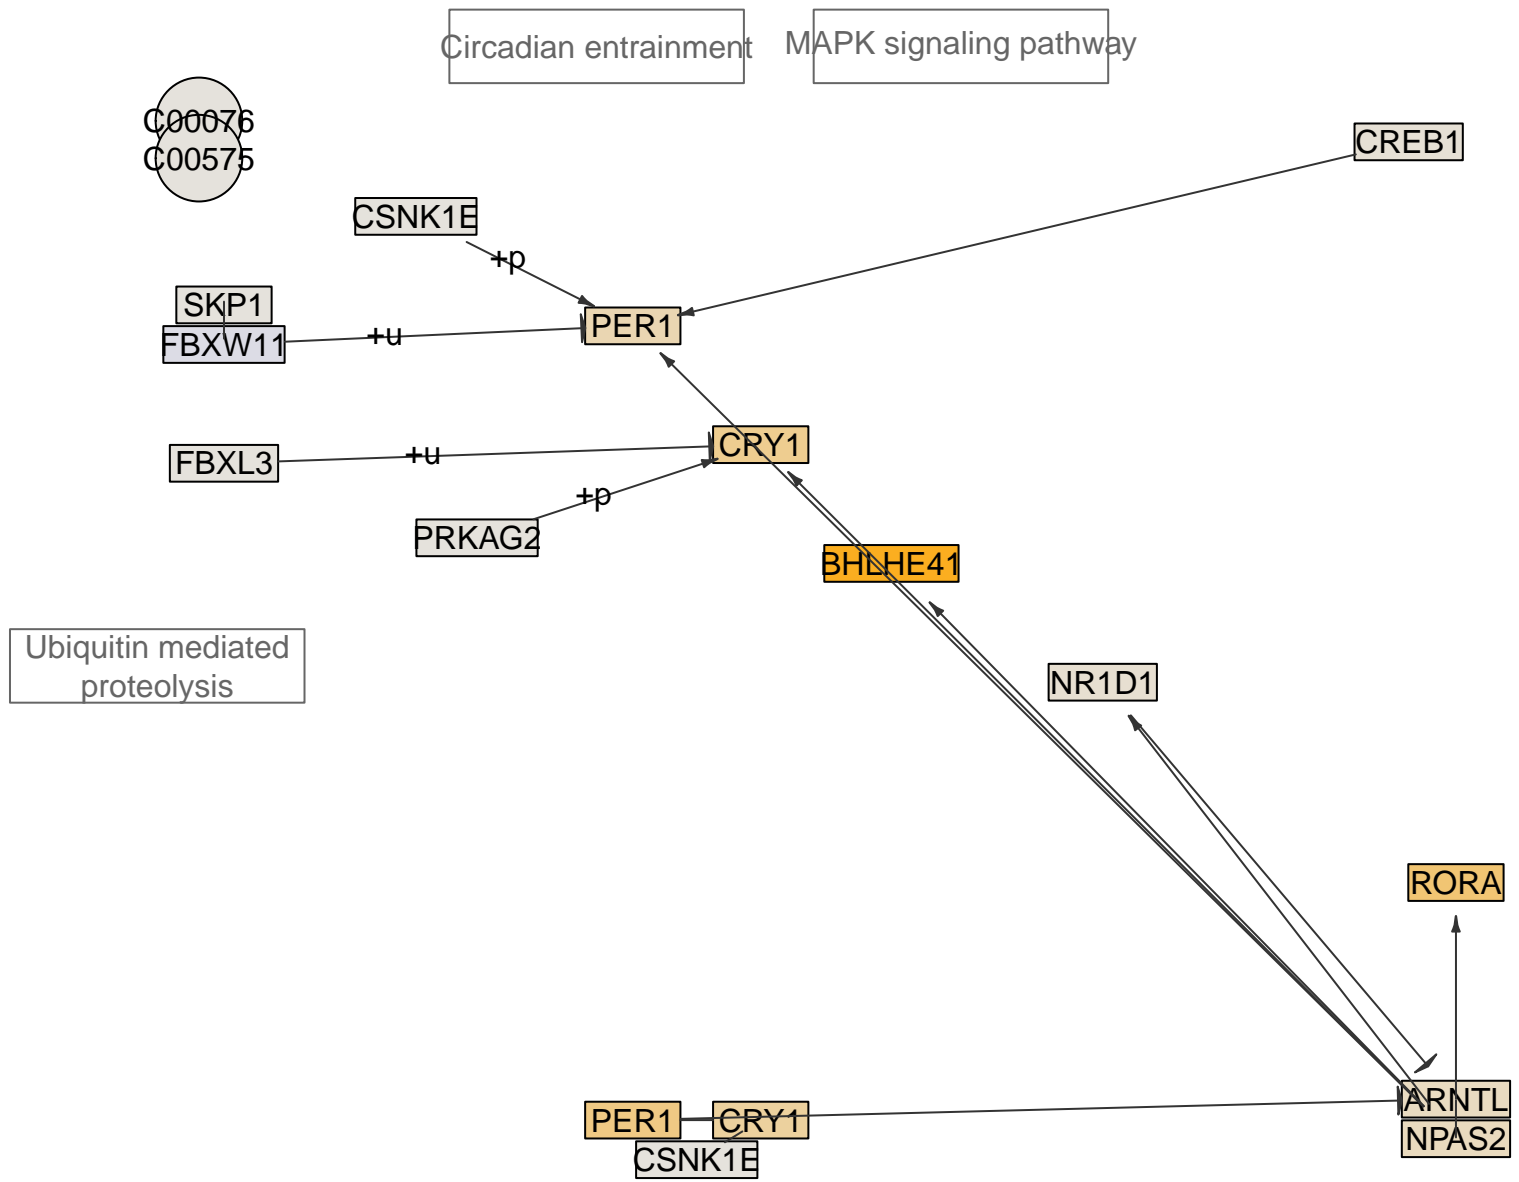 Circadian entrainment
MAPK signaling pathway
C00076
CREB1
C00575
CSNK1E
+p
SKP1
PER1
FBXW11
+u
CRY1
FBXL3
+u
+p
PRKAG2
BHLHE41
Ubiquitin mediated
proteolysis
NR1D1
RORA
ARNTL
PER1
CRY1
NPAS2
CSNK1E